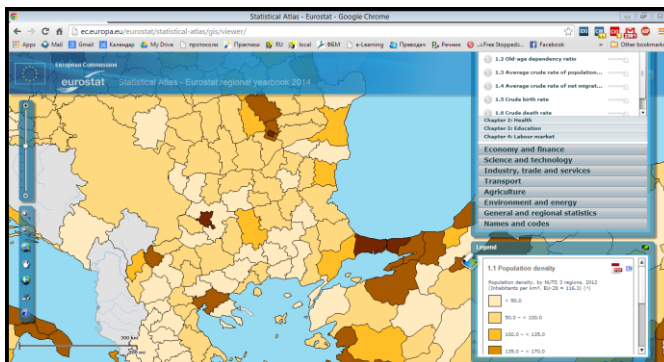 Statistical Atlas - Eurostat - Google Chrome
ec.europa.eu/eurostat/statistical-atlas/gis/viewer/
Apps Mail Gmail Календар My Drive протоколи Практики RU local ФБМ e-Learning Преводач Речник Facebook Other bookmarks
European Commission
eurostat Statistical Atlas - Eurostat regional yearbook 2014
1.2 Old-age dependency ratio
1.3 Average crude rate of population...
1.4 Average crude rate of net migrat...
1.5 Crude birth rate
1.6 Crude death rate
Chapter 2: Health
Chapter 3: Education
Chapter 4: Labour market
Economy and finance
Science and technology
Industry, trade and services
Transport
Agriculture
Environment and energy
General and regional statistics
Names and codes
Legend
1.1 Population density
Population density, by NUTS 3 regions, 2012
(Inhabitants per km², EU-28 = 116.3) (¹)
< 50.0
50.0 - < 100.0
100.0 - < 135.0
135.0 - < 170.0
300 km